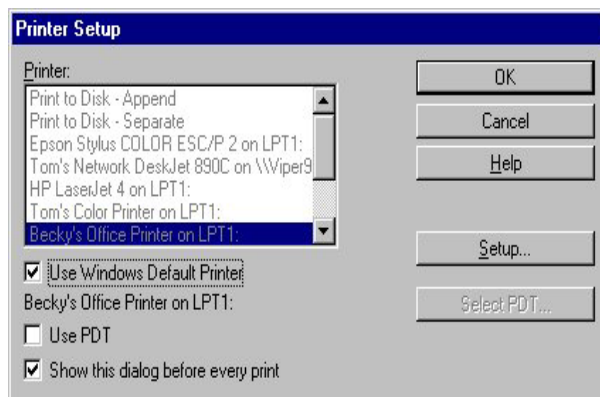 Printer Setup
Printer:
Print to Disk - Append
Print to Disk - Separate
Epson Stylus COLOR ESC/P 2 on LPT1:
Tom's Network DeskJet 890C on \\Viper9
HP LaserJet 4 on LPT1:
Tom's Color Printer on LPT1:
Becky's Office Printer on LPT1:
Use Windows Default Printer
Becky's Office Printer on LPT1:
Use PDT
Show this dialog before every print
OK
Cancel
Help
Setup...
Select PDT...